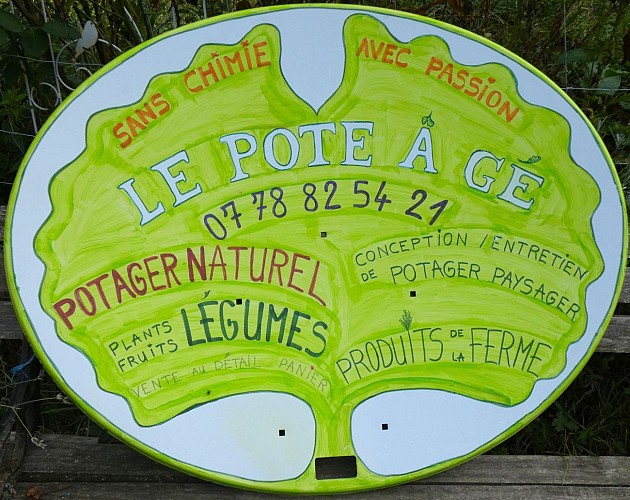 SANS CHIMIE
AVEC PASSION
LE POTE À GÉ
07 78 82 54 21
POTAGER NATUREL
PLANTS
FRUITS
LÉGUMES
VENTE AU DÉTAIL - PANIER
CONCEPTION / ENTRETIEN
DE POTAGER PAYSAGER
PRODUITS DE LA FERME